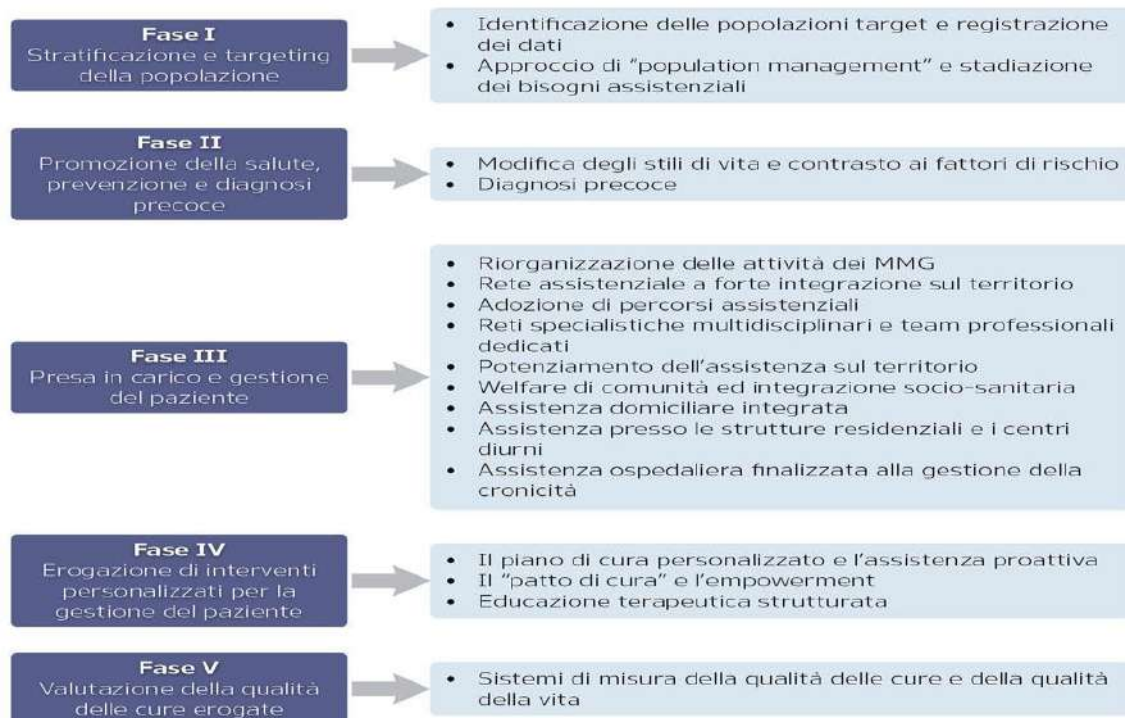 Fase I
Stratificazione e targeting
della popolazione
• Identificazione delle popolazioni target e registrazione
dei dati
• Approccio di “population management” e stadiazione
dei bisogni assistenziali
Fase II
Promozione della salute,
prevenzione e diagnosi
precoce
• Modifica degli stili di vita e contrasto ai fattori di rischio
• Diagnosi precoce
Fase III
Presa in carico e gestione
del paziente
• Riorganizzazione delle attività dei MMG
• Rete assistenziale a forte integrazione sul territorio
• Adozione di percorsi assistenziali
• Reti specialistiche multidisciplinari e team professionali
dedicati
• Potenziamento dell’assistenza sul territorio
• Welfare di comunità ed integrazione socio-sanitaria
• Assistenza domiciliare integrata
• Assistenza presso le strutture residenziali e i centri
diurni
• Assistenza ospedaliera finalizzata alla gestione della
cronicità
Fase IV
Erogazione di interventi
personalizzati per la
gestione del paziente
• Il piano di cura personalizzato e l’assistenza proattiva
• Il “patto di cura” e l’empowerment
• Educazione terapeutica strutturata
Fase V
Valutazione della qualità
delle cure erogate
• Sistemi di misura della qualità delle cure e della qualità
della vita